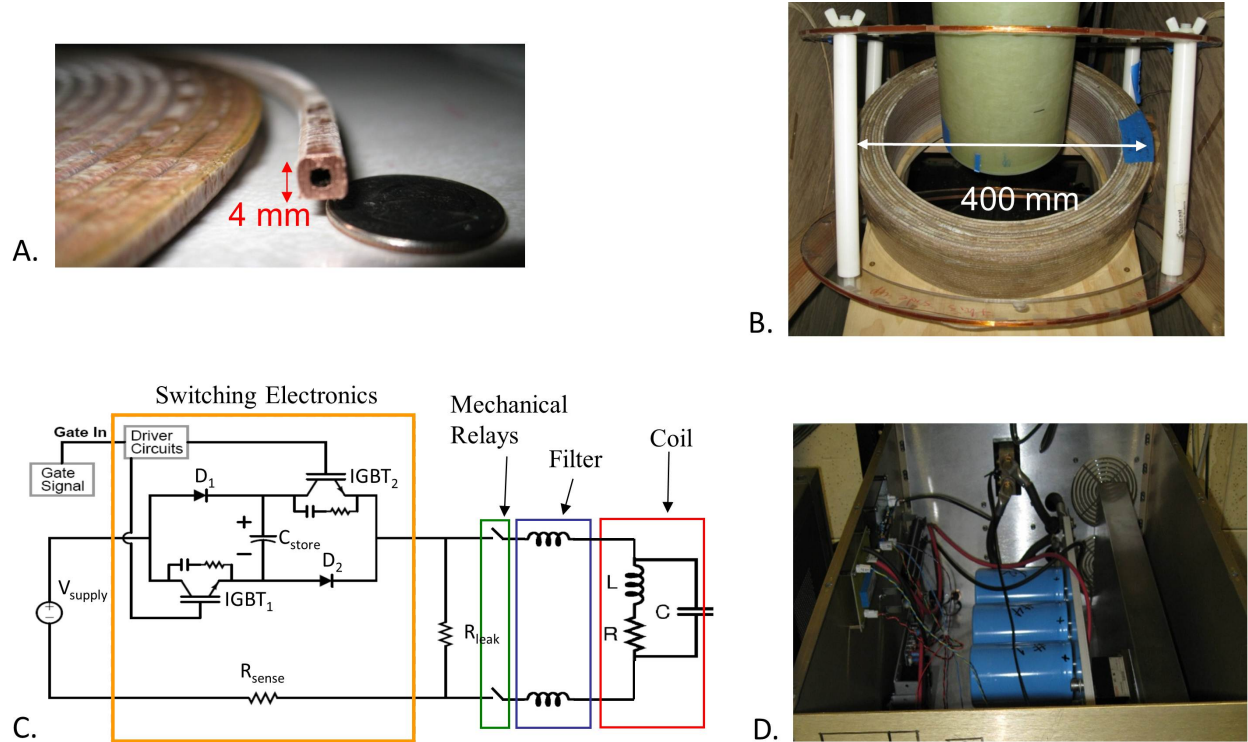 4 mm
A.
400 mm
B.
Switching Electronics
Mechanical
Relays
Filter
Coil
Gate In
Driver
Circuits
Gate
Signal
D1
IGBT2
+
Cstore
−
D2
IGBT1
Vsupply
+
−
Rleak
L
R
C
Rsense
C.
+
+
+
D.